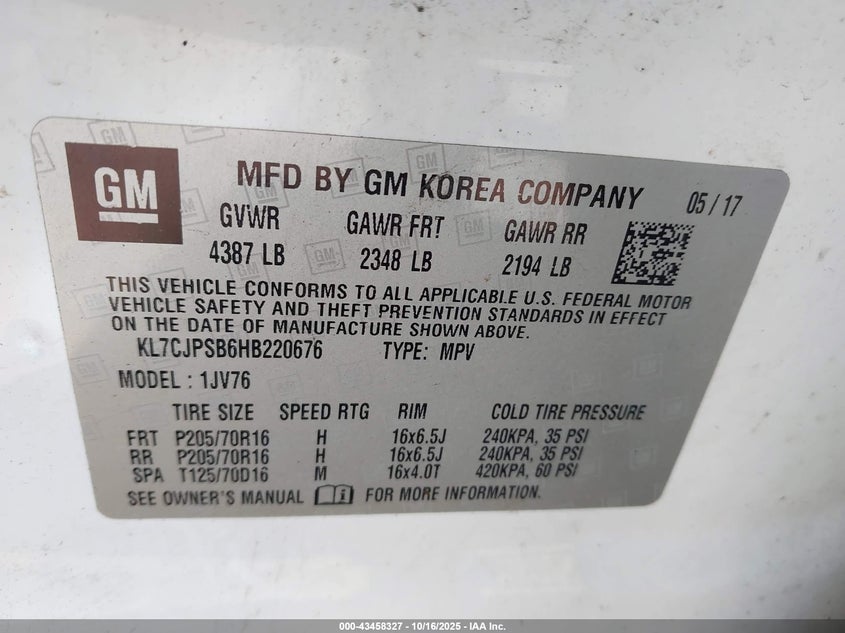 GM
MFD BY GM KOREA COMPANY 05/17
GVWR GAWR FRT GAWR RR
4387 LB 2348 LB 2194 LB
THIS VEHICLE CONFORMS TO ALL APPLICABLE U.S. FEDERAL MOTOR
VEHICLE SAFETY AND THEFT PREVENTION STANDARDS IN EFFECT
ON THE DATE OF MANUFACTURE SHOWN ABOVE.
KL7CJPSB6HB220676 TYPE: MPV
MODEL: 1JV76
TIRE SIZE SPEED RTG RIM COLD TIRE PRESSURE
FRT P205/70R16 H 16x6.5J 240KPA, 35 PSI
RR P205/70R16 H 16x6.5J 240KPA, 35 PSI
SPA T125/70D16 M 16x4.0T 420KPA, 60 PSI
SEE OWNER'S MANUAL FOR MORE INFORMATION.
000-43458327 - 10/16/2025 - IAA Inc.